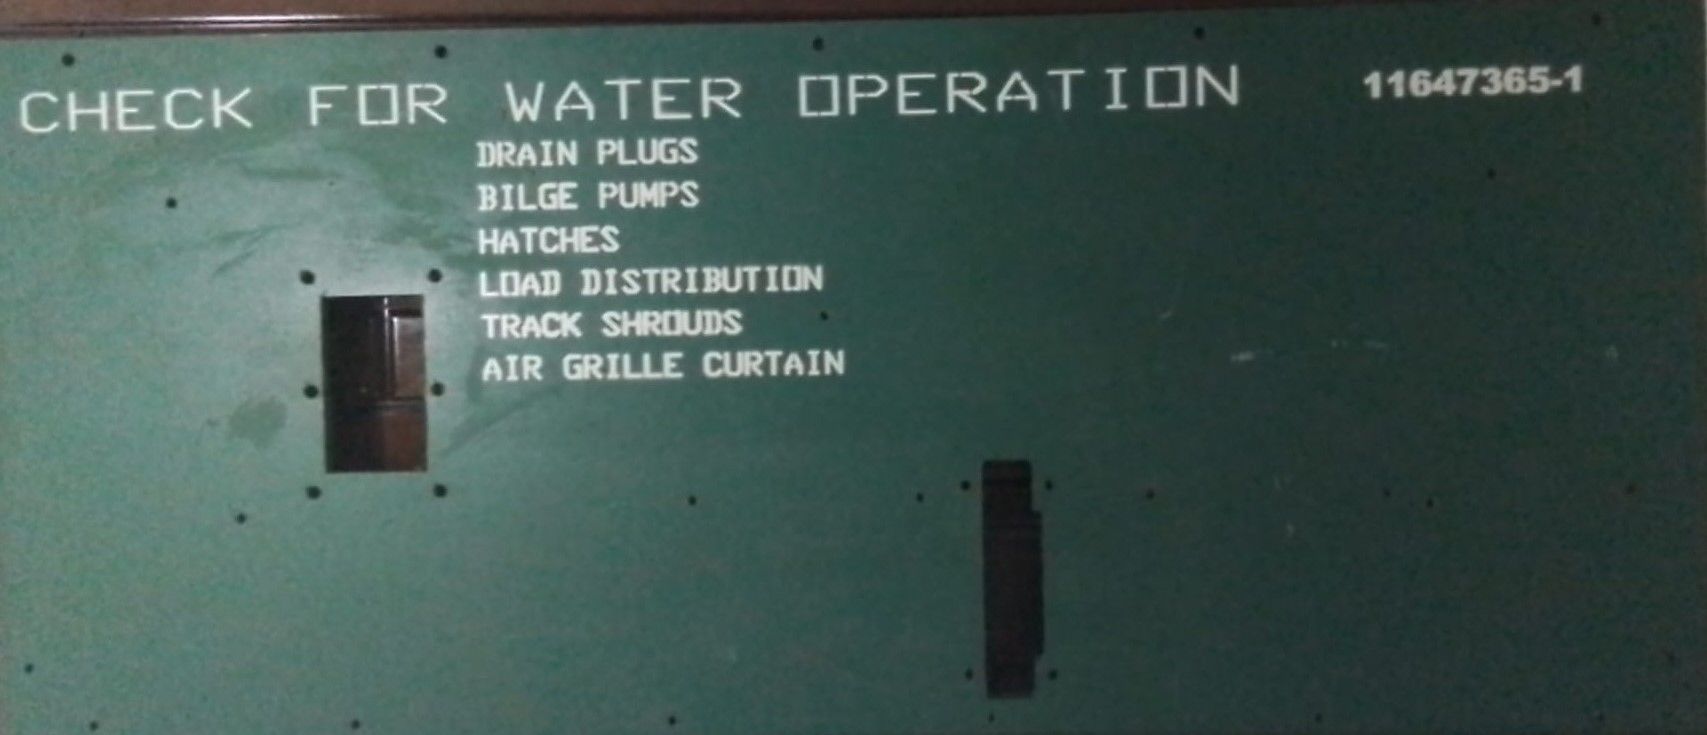 CHECK FOR WATER OPERATION 11647365-1
DRAIN PLUGS
BILGE PUMPS
HATCHES
LOAD DISTRIBUTION
TRACK SHROUDS
AIR GRILLE CURTAIN